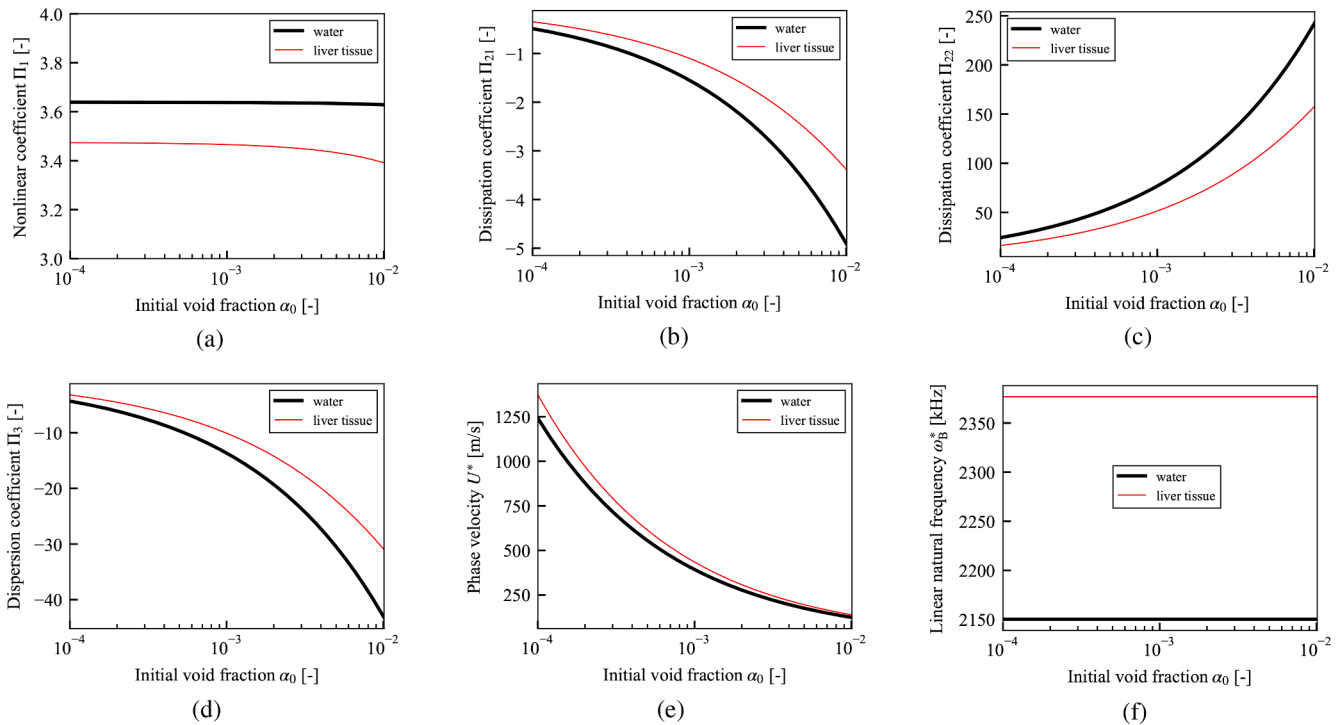 4.0
3.8
3.6
3.4
3.2
3.0
Nonlinear coefficient Π₁ [-]
water
liver tissue
10⁻⁴
10⁻³
10⁻²
Initial void fraction α₀ [-]
(a)
−1
−2
−3
−4
−5
Dissipation coefficient Π₂₁ [-]
water
liver tissue
10⁻⁴
10⁻³
10⁻²
Initial void fraction α₀ [-]
(b)
250
200
150
100
50
Dissipation coefficient Π₂₂ [-]
water
liver tissue
10⁻⁴
10⁻³
10⁻²
Initial void fraction α₀ [-]
(c)
−10
−20
−30
−40
Dispersion coefficient Π₃ [-]
water
liver tissue
10⁻⁴
10⁻³
10⁻²
Initial void fraction α₀ [-]
(d)
1250
1000
750
500
250
Phase velocity U* [m/s]
water
liver tissue
10⁻⁴
10⁻³
10⁻²
Initial void fraction α₀ [-]
(e)
2350
2300
2250
2200
2150
Linear natural frequency ω*_B [kHz]
water
liver tissue
10⁻⁴
10⁻³
10⁻²
Initial void fraction α₀ [-]
(f)